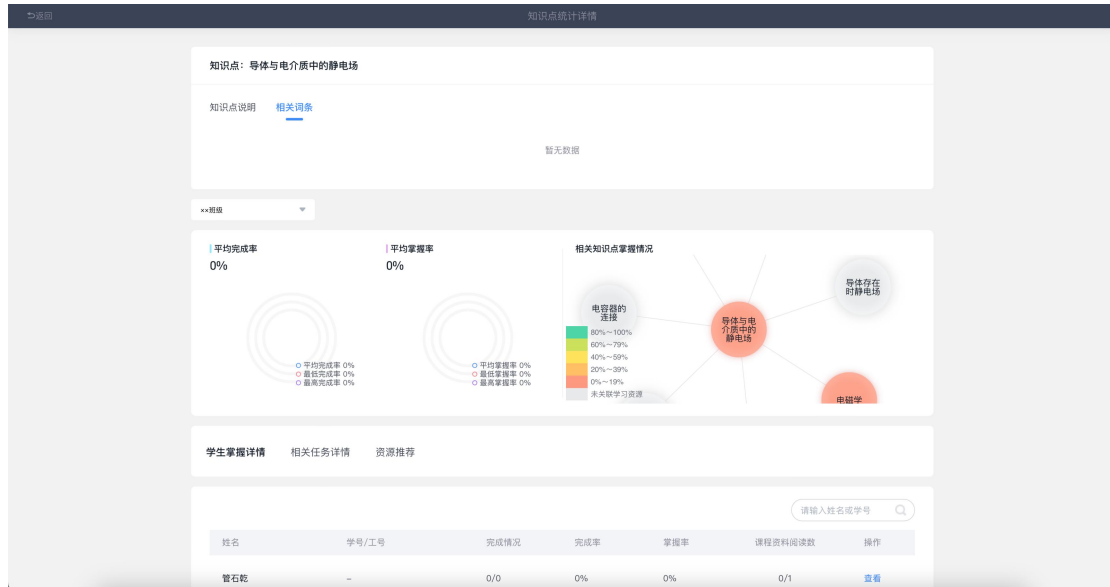 返回
知识点统计详情
知识点：导体与电介质中的静电场
知识点说明 相关词条
暂无数据
××班级
平均完成率
0%
平均完成率 0%
最低完成率 0%
最高完成率 0%
平均掌握率
0%
平均掌握率 0%
最低掌握率 0%
最高掌握率 0%
相关知识点掌握情况
电容器的
连接
导体与电
介质中的
静电场
导体存在
时静电场
电磁学
80%～100%
60%～79%
40%～59%
20%～39%
0%～19%
未关联学习资源
学生掌握详情 相关任务详情 资源推荐
请输入姓名或学号
姓名 学号/工号 完成情况 完成率 掌握率 课程资料阅读数 操作
管石乾 – 0/0 0% 0% 0/1 查看